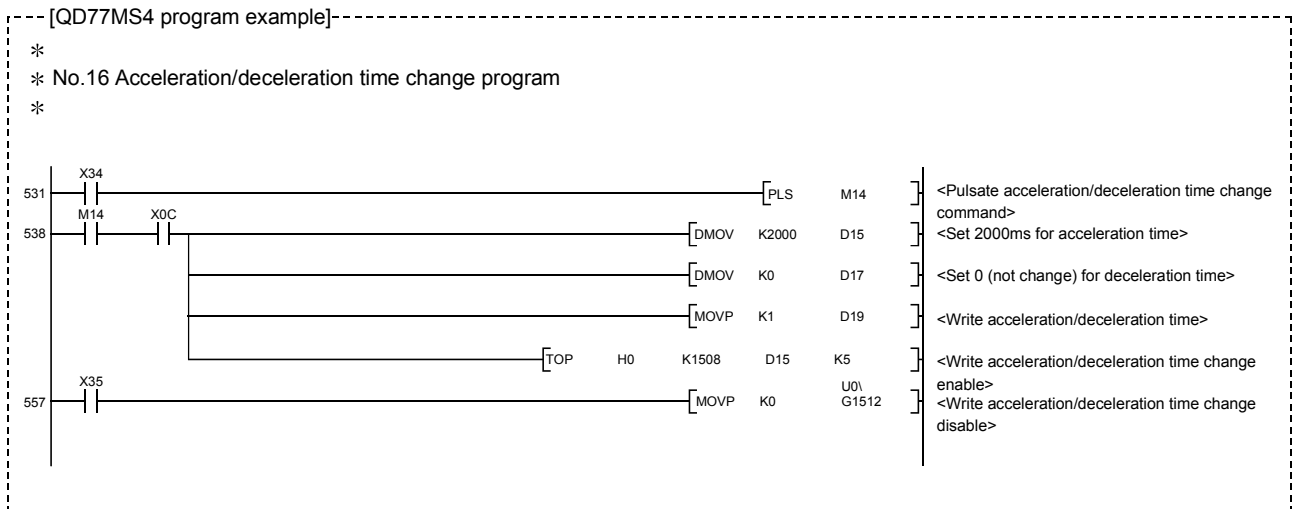 [QD77MS4 program example]
*
* No.16 Acceleration/deceleration time change program
*
X34
531 PLS M14 <Pulsate acceleration/deceleration time change
command>
M14 X0C
538 DMOV K2000 D15 <Set 2000ms for acceleration time>
DMOV K0 D17 <Set 0 (not change) for deceleration time>
MOVP K1 D19 <Write acceleration/deceleration time>
TOP H0 K1508 D15 K5 <Write acceleration/deceleration time change
enable>
X35
557 MOVP K0 U0\
G1512 <Write acceleration/deceleration time change
disable>